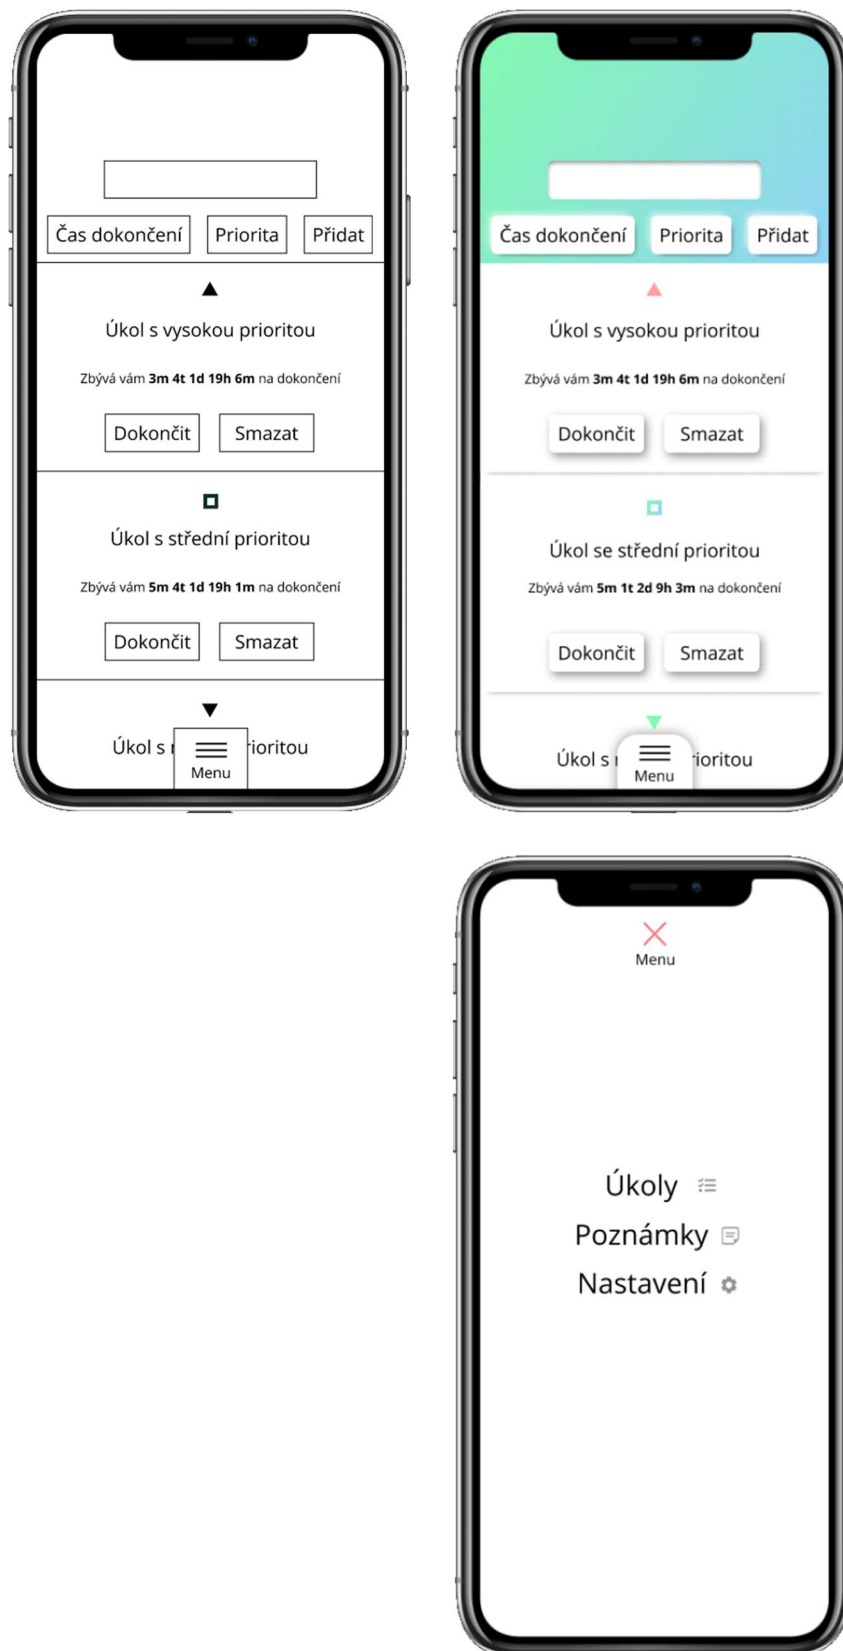 Čas dokončení Priorita Přidat
Úkol s vysokou prioritou
Zbývá vám 3m 4t 1d 19h 6m na dokončení
Dokončit Smazat
Úkol s střední prioritou
Zbývá vám 5m 4t 1d 19h 1m na dokončení
Dokončit Smazat
Úkol s
Menu
Čas dokončení Priorita Přidat
Úkol s vysokou prioritou
Zbývá vám 3m 4t 1d 19h 6m na dokončení
Dokončit Smazat
Úkol se střední prioritou
Zbývá vám 5m 1t 2d 9h 3m na dokončení
Dokončit Smazat
Úkol s
Menu
Menu
Úkoly
Poznámky
Nastavení